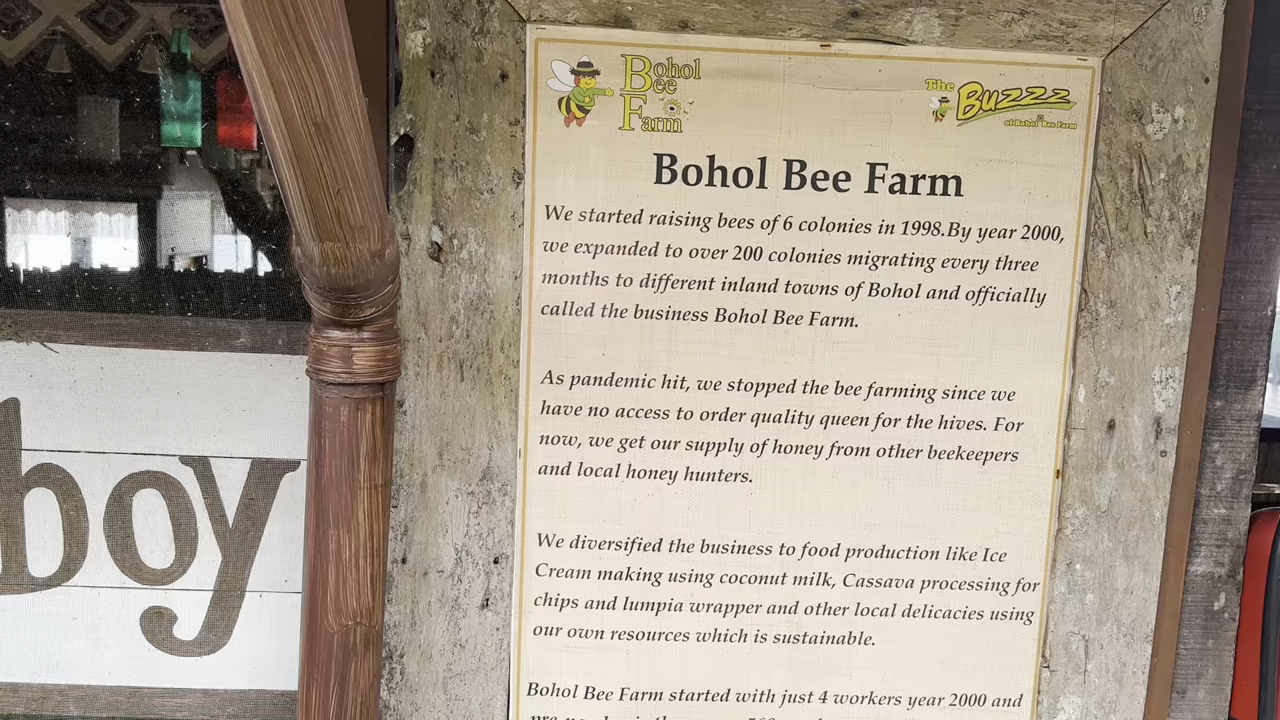 Bohol
Bee
Farm
The
Buzzz
of Bohol Bee Farm
Bohol Bee Farm
We started raising bees of 6 colonies in 1998.By year 2000,
we expanded to over 200 colonies migrating every three
months to different inland towns of Bohol and officially
called the business Bohol Bee Farm.
As pandemic hit, we stopped the bee farming since we
have no access to order quality queen for the hives. For
now, we get our supply of honey from other beekeepers
and local honey hunters.
We diversified the business to food production like Ice
Cream making using coconut milk, Cassava processing for
chips and lumpia wrapper and other local delicacies using
our own resources which is sustainable.
Bohol Bee Farm started with just 4 workers year 2000 and
boy